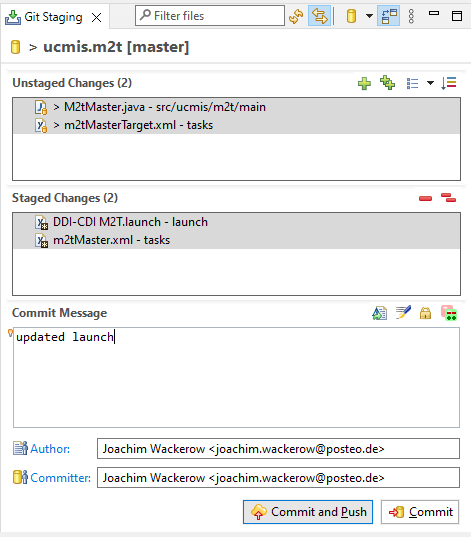 Git Staging
Filter files
> ucmis.m2t [master]
Unstaged Changes (2)
> M2tMaster.java - src/ucmis/m2t/main
> m2tMasterTarget.xml - tasks
Staged Changes (2)
DDI-CDI M2T.launch - launch
m2tMaster.xml - tasks
Commit Message
updated launch
Author:
Joachim Wackerow <joachim.wackerow@posteo.de>
Committer:
Joachim Wackerow <joachim.wackerow@posteo.de>
Commit and Push
Commit